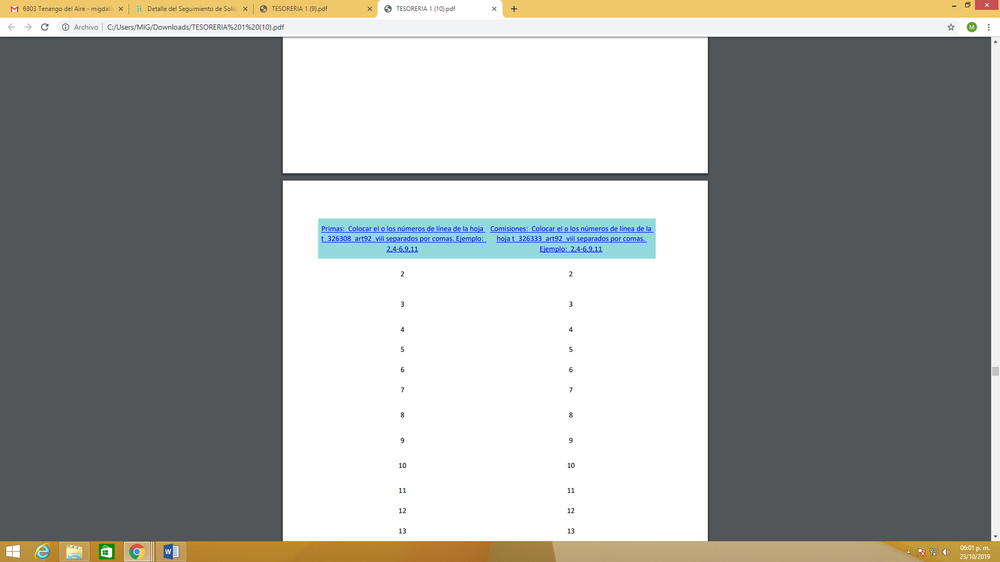 6803 Tenango del Aire - migdalia
Detalle del Seguimiento de Solici
TESORERIA 1 (9).pdf
TESORERIA 1 (10).pdf
Archivo
C:/Users/MIG/Downloads/TESORERIA%201%20(10).pdf
M
Primas:  Colocar el o los números de línea de la hoja
t_326308_art92_viii separados por comas. Ejemplo:
2,4-6,9,11
Comisiones:  Colocar el o los números de línea de la
hoja t_326333_art92_viii separados por comas.
Ejemplo:  2,4-6,9,11
2 2
3 3
4 4
5 5
6 6
7 7
8 8
9 9
10 10
11 11
12 12
13 13
06:01 p. m.
23/10/2019